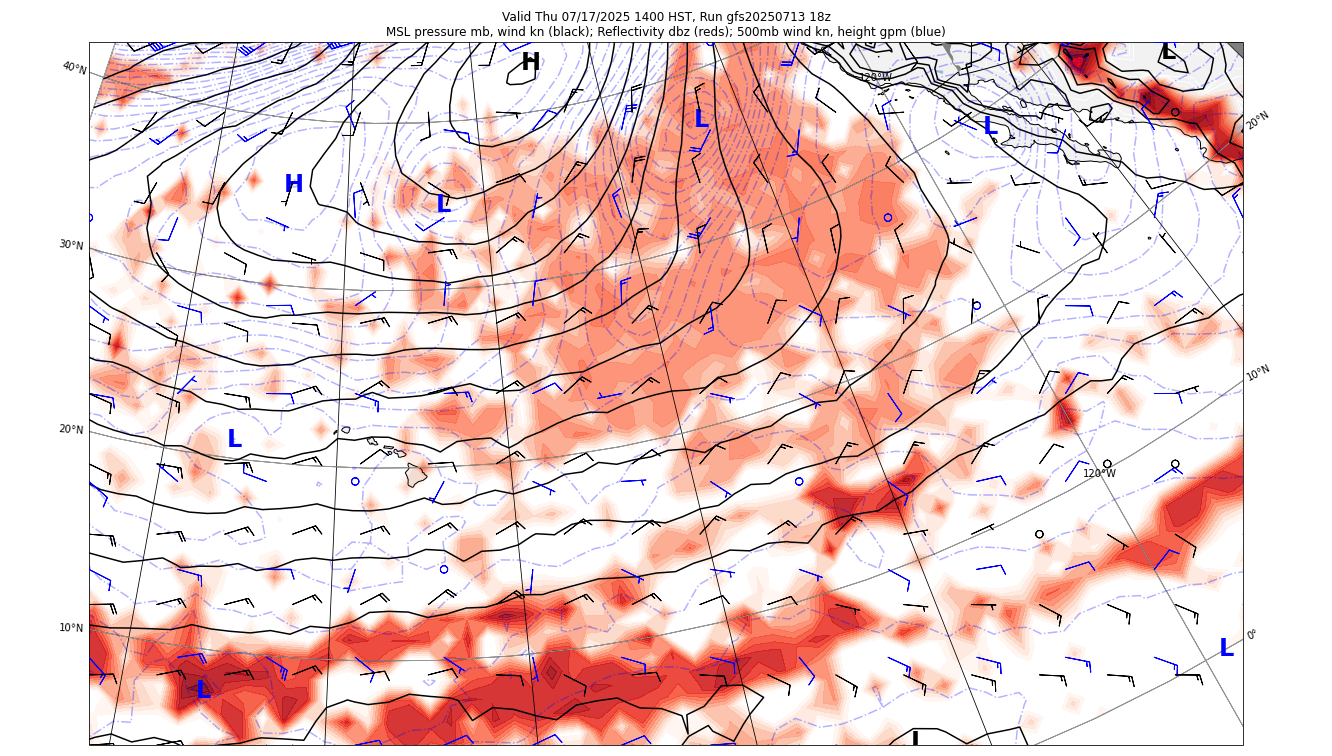 Valid Thu 07/17/2025 1400 HST, Run gfs20250713 18z
MSL pressure mb, wind kn (black); Reflectivity dbz (reds); 500mb wind kn, height gpm (blue)
40°N
H
120°W
L
L
L
20°N
H
L
30°N
10°N
20°N
L
120°W
10°N
0°
L
L
L